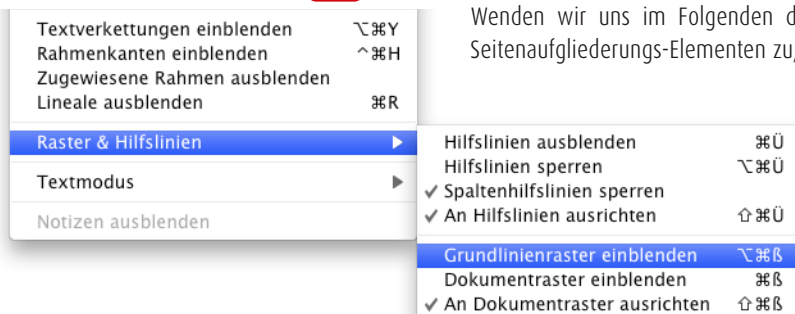 Wenden wir uns im Folgenden
Seitenaufgliederungs-Elementen zu,
Textverkettungen einblenden ⌥⌘Y
Rahmenkanten einblenden ^⌘H
Zugewiesene Rahmen ausblenden
Lineale ausblenden ⌘R
Raster & Hilfslinien ▶
Textmodus ▶
Notizen ausblenden
Hilfslinien ausblenden ⌘Ü
Hilfslinien sperren ⌥⌘Ü
✓ Spaltenhilfslinien sperren
✓ An Hilfslinien ausrichten ⇧⌘Ü
Grundlinienraster einblenden ⌥⌘ß
Dokumentraster einblenden ⌘ß
✓ An Dokumentraster ausrichten ⇧⌘ß